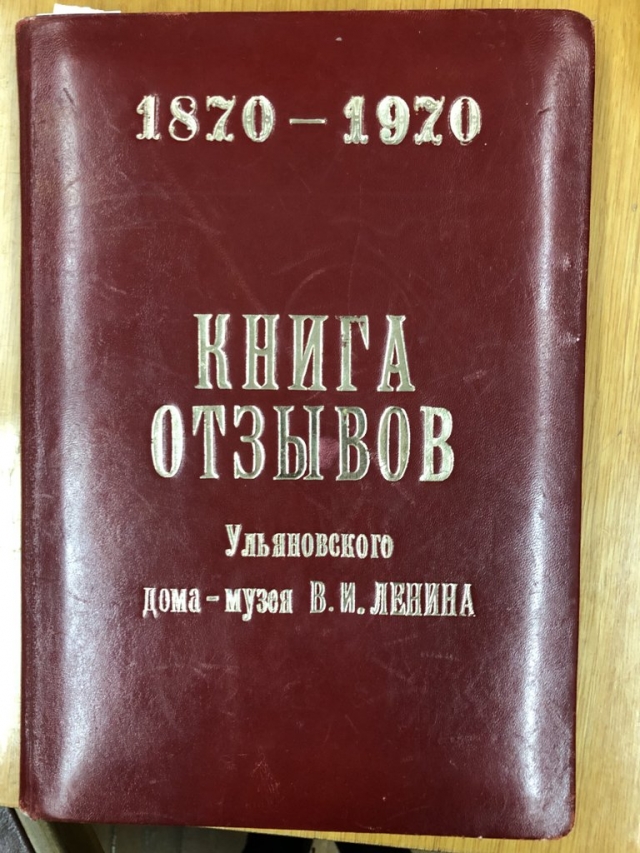 1870 – 1970
КНИГА
ОТЗЫВОВ
Ульяновского
дома – музея В. И. ЛЕНИНА